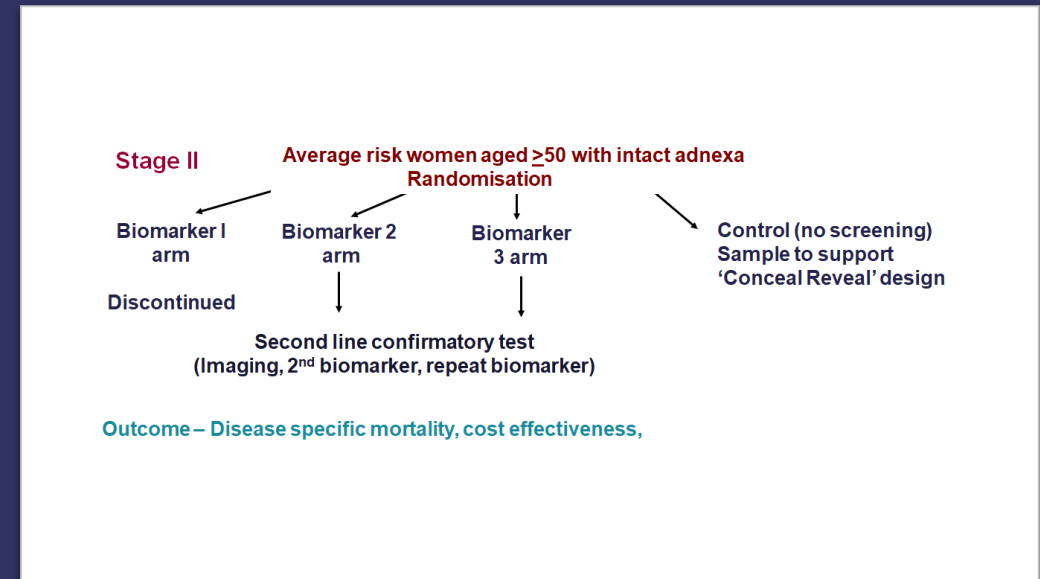 Stage II
Average risk women aged ≥50 with intact adnexa
Randomisation
Biomarker I
arm
Biomarker 2
arm
Biomarker
3 arm
Control (no screening)
Sample to support
‘Conceal Reveal’ design
Discontinued
Second line confirmatory test
(Imaging, 2nd biomarker, repeat biomarker)
Outcome – Disease specific mortality, cost effectiveness,